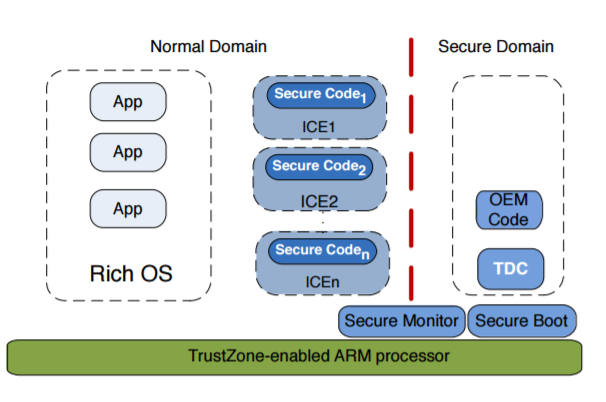 Normal Domain
Secure Domain
App
App
App
Rich OS
Secure Code1
ICE1
Secure Code2
ICE2
Secure Coden
ICEn
OEM
Code
TDC
Secure Monitor
Secure Boot
TrustZone-enabled ARM processor